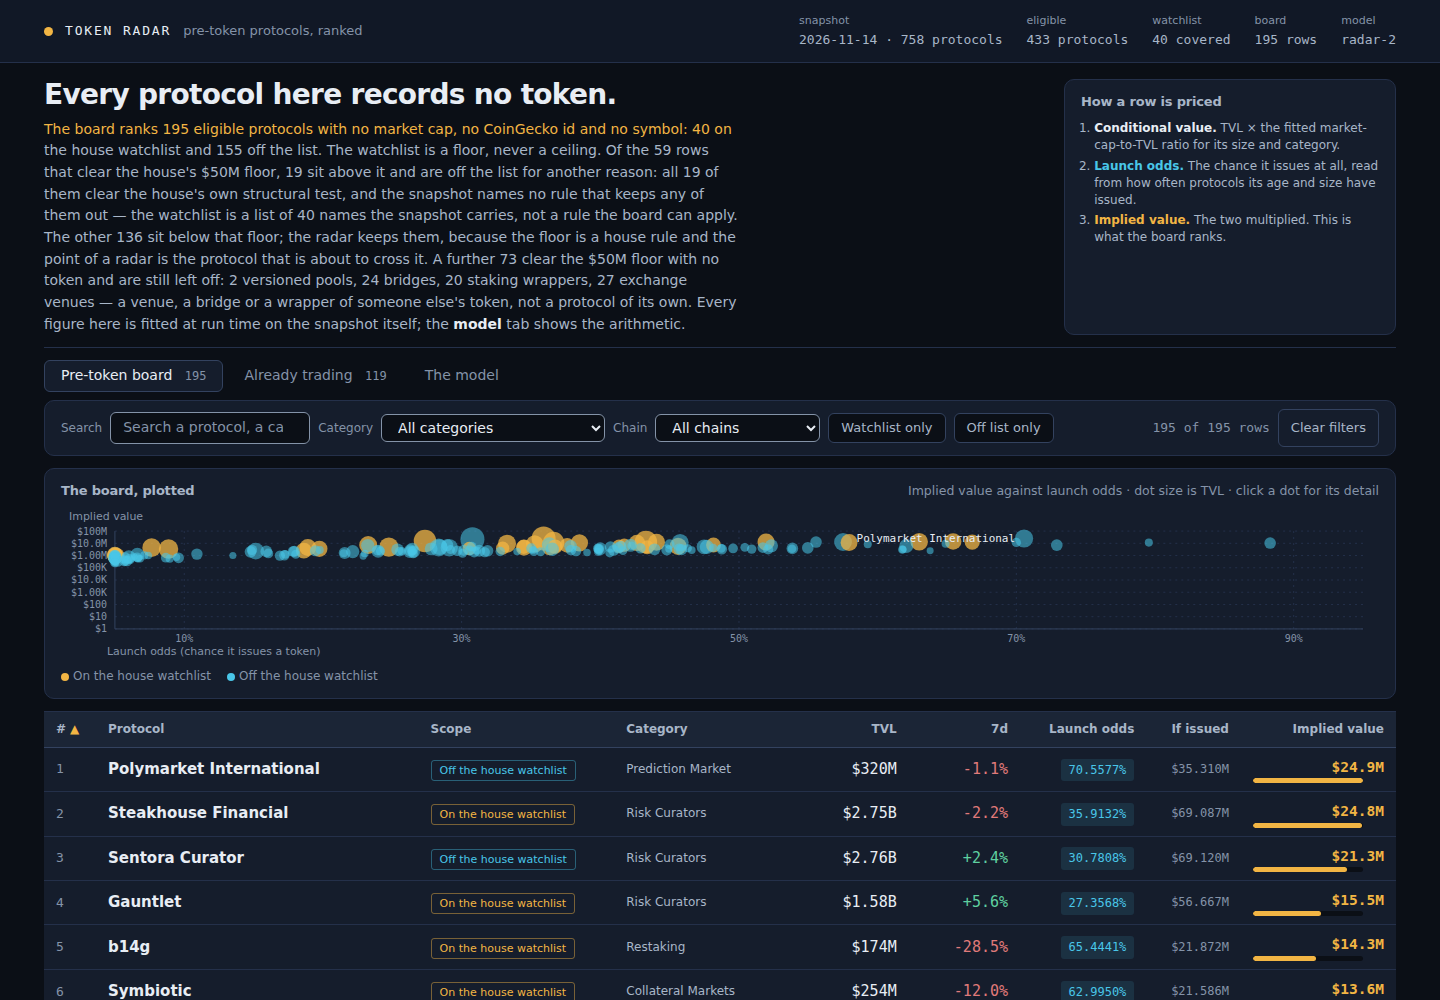 TOKEN RADAR pre-token protocols, ranked
snapshot eligible watchlist board model
2026-11-14 · 758 protocols 433 protocols 40 covered 195 rows radar-2
Every protocol here records no token.
The board ranks 195 eligible protocols with no market cap, no CoinGecko id and no symbol: 40 on
the house watchlist and 155 off the list. The watchlist is a floor, never a ceiling. Of the 59 rows
that clear the house's $50M floor, 19 sit above it and are off the list for another reason: all 19 of
them clear the house's own structural test, and the snapshot names no rule that keeps any of
them out — the watchlist is a list of 40 names the snapshot carries, not a rule the board can apply.
The other 136 sit below that floor; the radar keeps them, because the floor is a house rule and the
point of a radar is the protocol that is about to cross it. A further 73 clear the $50M floor with no
token and are still left off: 2 versioned pools, 24 bridges, 20 staking wrappers, 27 exchange
venues — a venue, a bridge or a wrapper of someone else's token, not a protocol of its own. Every
figure here is fitted at run time on the snapshot itself; the model tab shows the arithmetic.
How a row is priced
1. Conditional value. TVL × the fitted market-
cap-to-TVL ratio for its size and category.
2. Launch odds. The chance it issues at all, read
from how often protocols its age and size have
issued.
3. Implied value. The two multiplied. This is
what the board ranks.
Pre-token board 195 Already trading 119 The model
Search Search a protocol, a ca Category All categories Chain All chains Watchlist only Off list only 195 of 195 rows Clear filters
The board, plotted Implied value against launch odds · dot size is TVL · click a dot for its detail
Implied value
$100M
$10.0M
$1.00M
$100K
$10.0K
$1.00K
$100
$10
$1
Polymarket International
10% 30% 50% 70% 90%
Launch odds (chance it issues a token)
On the house watchlist Off the house watchlist
# ▲ Protocol Scope Category TVL 7d Launch odds If issued Implied value
1 Polymarket International Off the house watchlist Prediction Market $320M -1.1% 70.5577% $35.310M $24.9M
2 Steakhouse Financial On the house watchlist Risk Curators $2.75B -2.2% 35.9132% $69.087M $24.8M
3 Sentora Curator Off the house watchlist Risk Curators $2.76B +2.4% 30.7808% $69.120M $21.3M
4 Gauntlet On the house watchlist Risk Curators $1.58B +5.6% 27.3568% $56.667M $15.5M
5 b14g On the house watchlist Restaking $174M -28.5% 65.4441% $21.872M $14.3M
6 Symbiotic On the house watchlist Collateral Markets $254M -12.0% 62.9950% $21.586M $13.6M